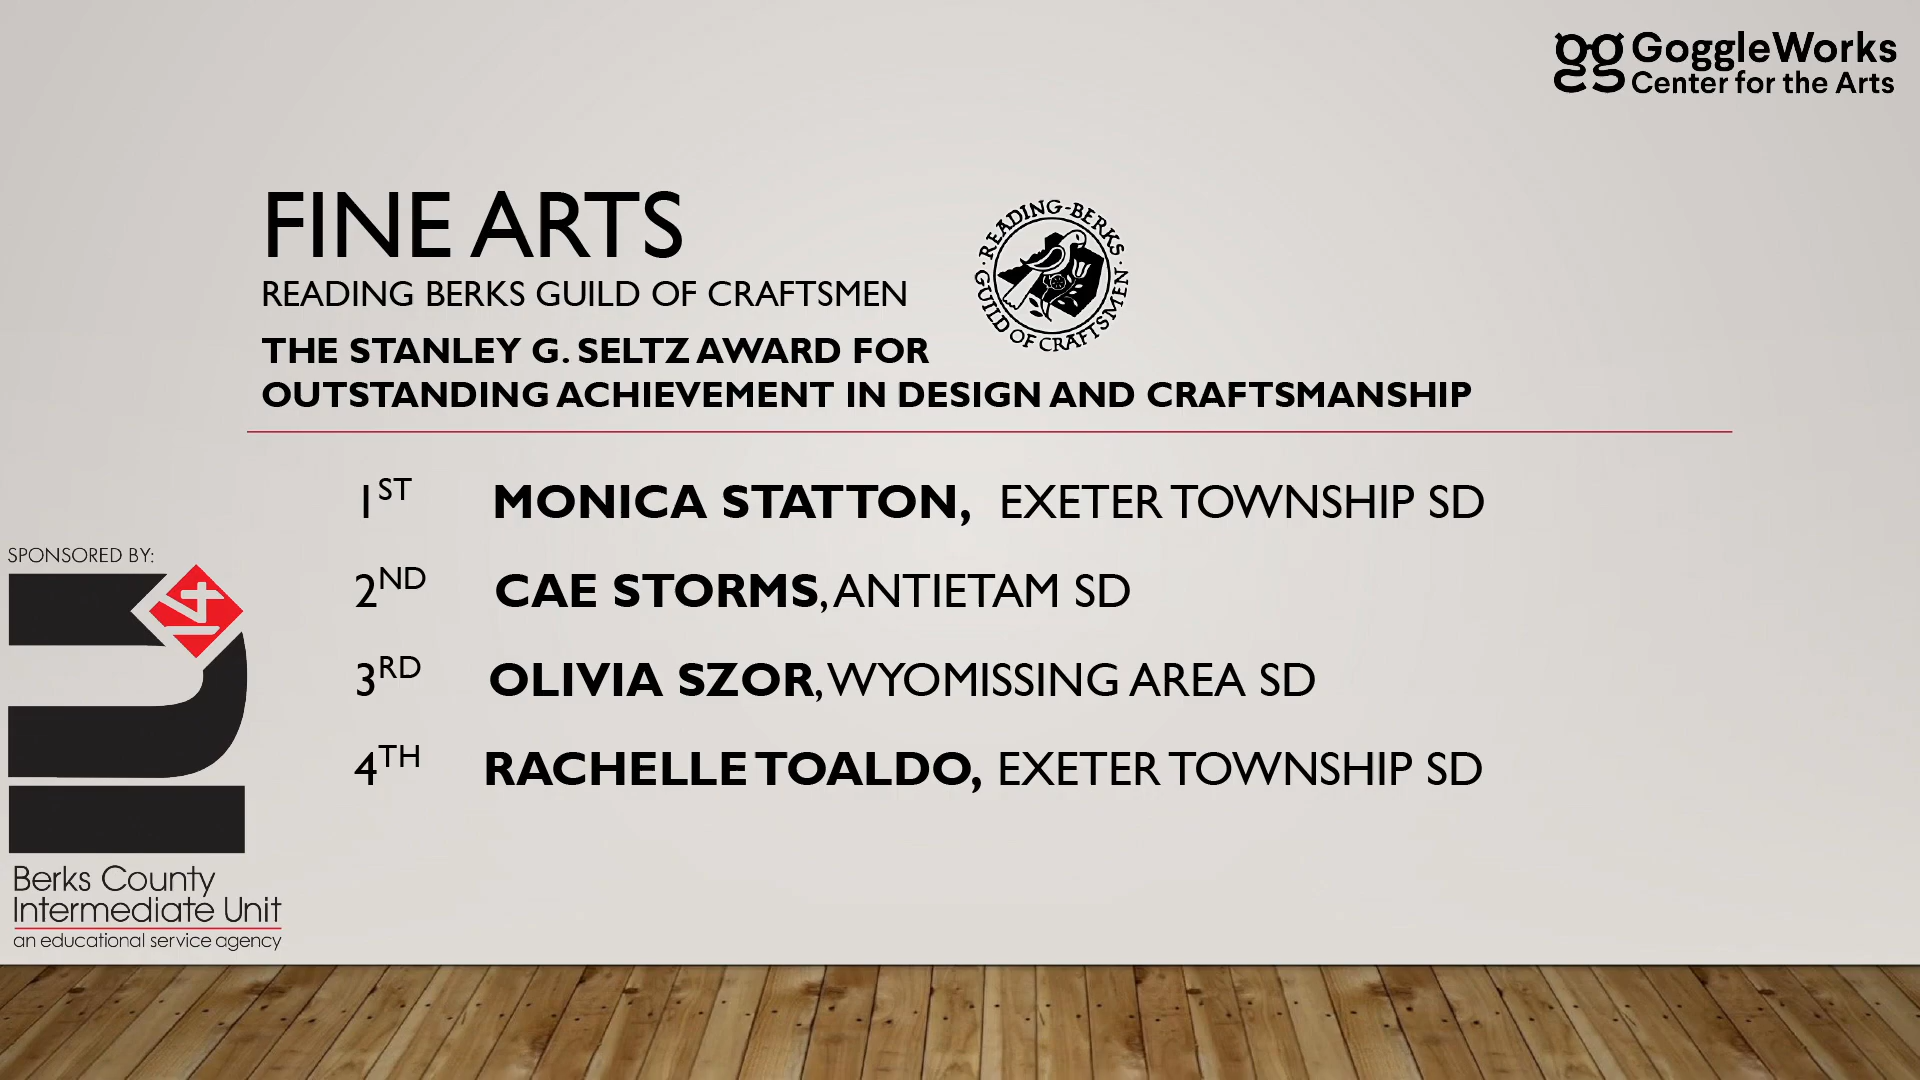 GoggleWorks
Center for the Arts
FINE ARTS
READING BERKS GUILD OF CRAFTSMEN
THE STANLEY G. SELTZ AWARD FOR
OUTSTANDING ACHIEVEMENT IN DESIGN AND CRAFTSMANSHIP
· READING-BERKS ·
GUILD OF CRAFTSMEN
1ST MONICA STATTON, EXETER TOWNSHIP SD
2ND CAE STORMS, ANTIETAM SD
3RD OLIVIA SZOR, WYOMISSING AREA SD
4TH RACHELLE TOALDO, EXETER TOWNSHIP SD
SPONSORED BY:
14
Berks County
Intermediate Unit
an educational service agency